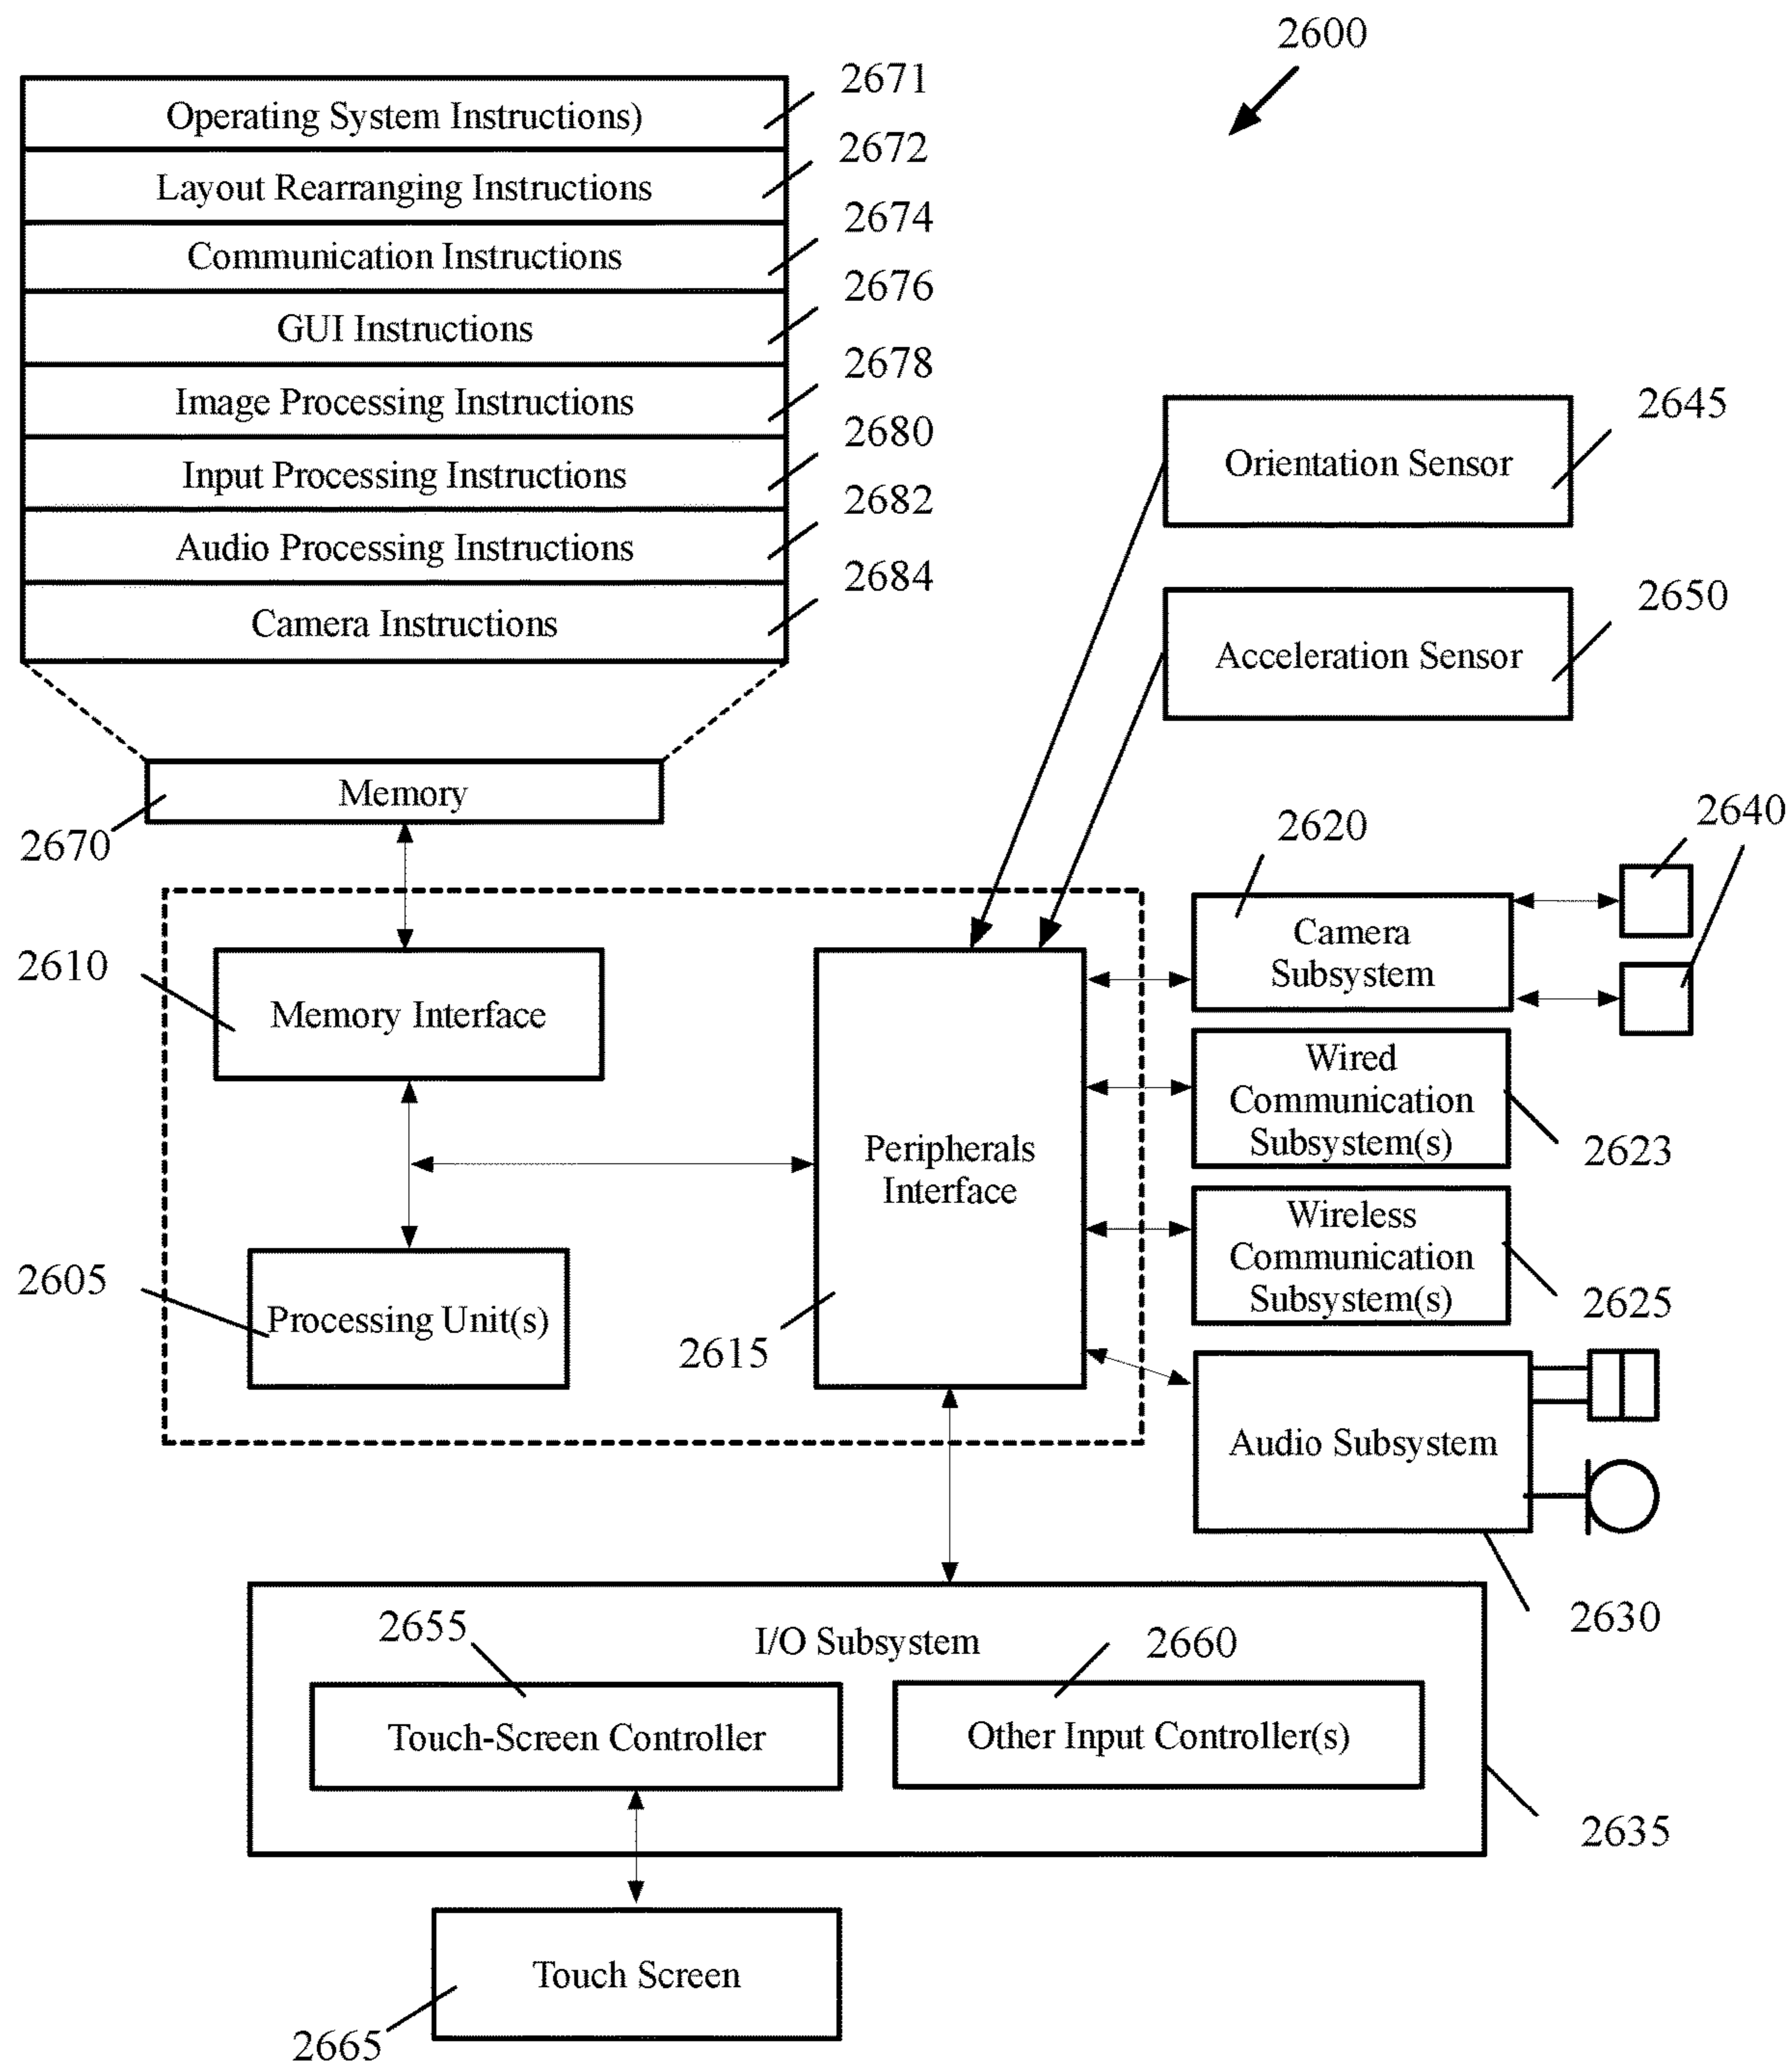 2600
Operating System Instructions)
2671
Layout Rearranging Instructions
2672
Communication Instructions
2674
GUI Instructions
2676
Image Processing Instructions
2678
Input Processing Instructions
2680
Audio Processing Instructions
2682
Camera Instructions
2684
Orientation Sensor
2645
Acceleration Sensor
2650
Memory
2670
2620
2640
Camera
Subsystem
2610
Memory Interface
Wired
Communication
Subsystem(s)
2623
Peripherals
Interface
2615
Wireless
Communication
Subsystem(s)
2625
2605
Processing Unit(s)
Audio Subsystem
2630
I/O Subsystem
2655
2660
Touch-Screen Controller
Other Input Controller(s)
2635
Touch Screen
2665